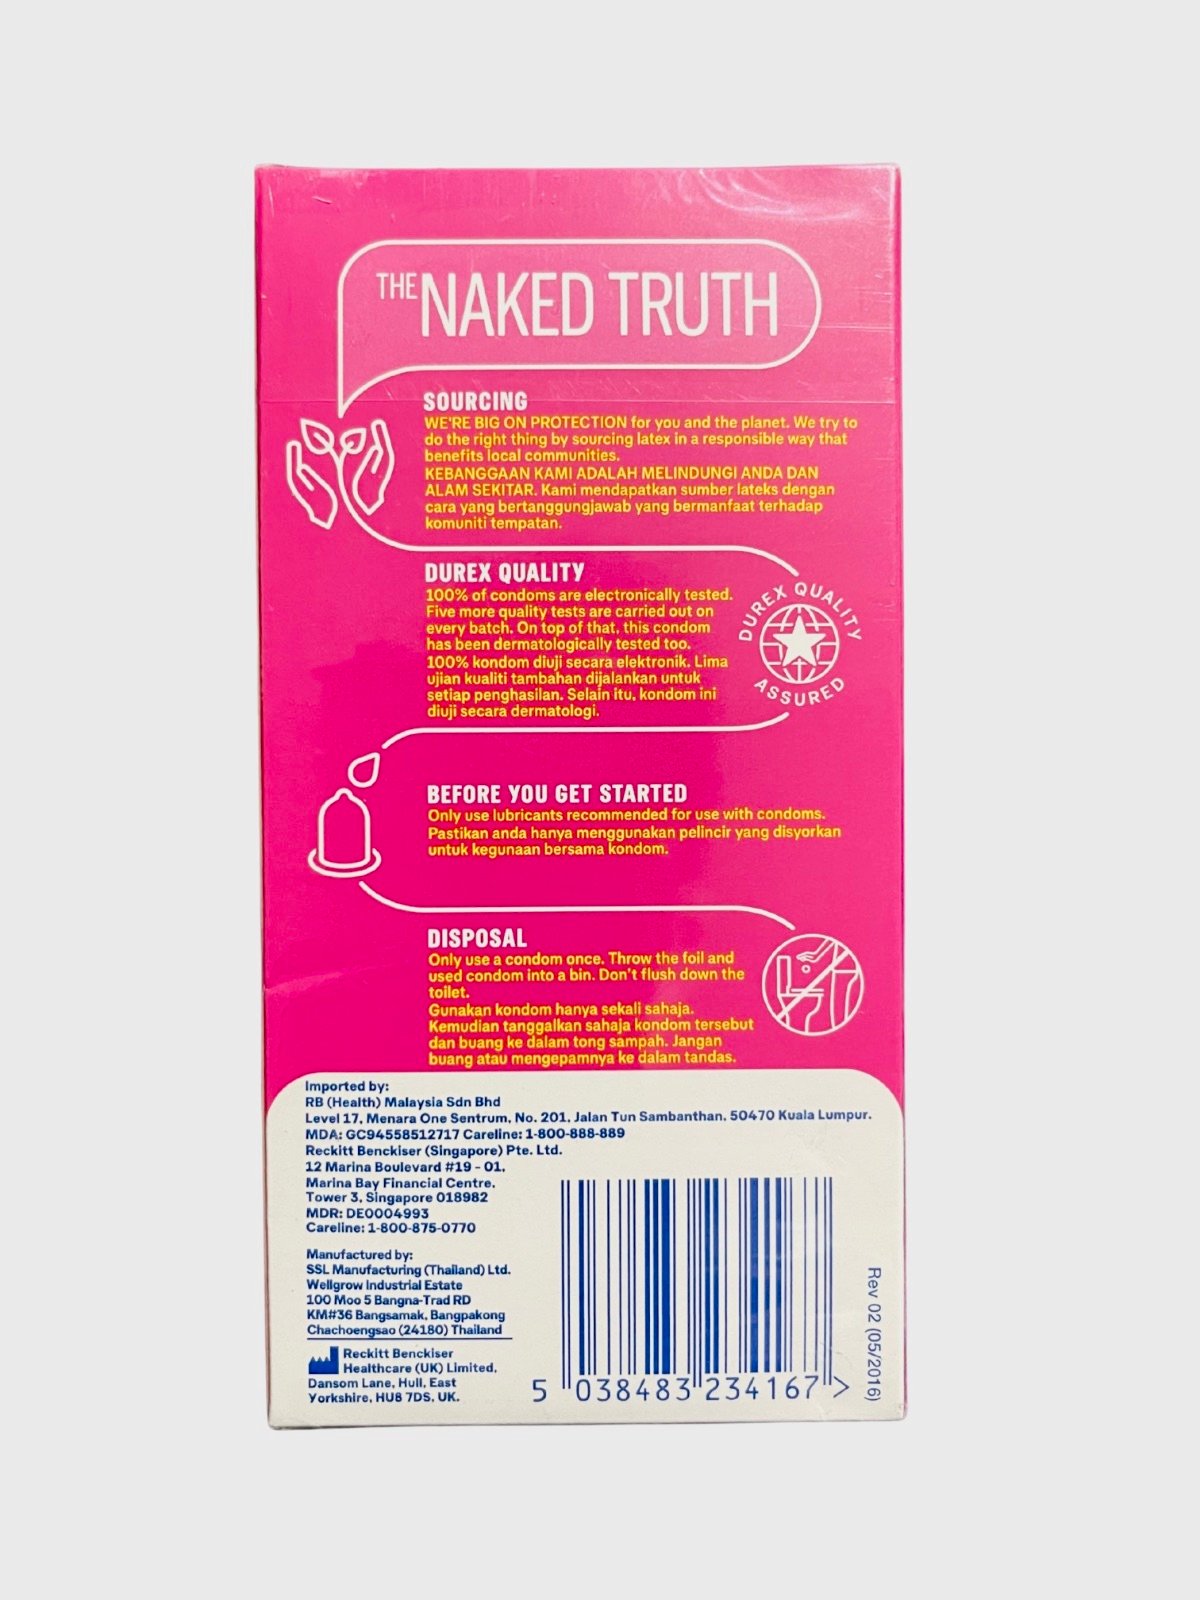 THE NAKED TRUTH
SOURCING
WE'RE BIG ON PROTECTION for you and the planet. We try to
do the right thing by sourcing latex in a responsible way that
benefits local communities.
KEBANGGAAN KAMI ADALAH MELINDUNGI ANDA DAN
ALAM SEKITAR. Kami mendapatkan sumber lateks dengan
cara yang bertanggungjawab yang bermanfaat terhadap
komuniti tempatan.
DUREX QUALITY
100% of condoms are electronically tested.
Five more quality tests are carried out on
every batch. On top of that, this condom
has been dermatologically tested too.
100% kondom diuji secara elektronik. Lima
ujian kualiti tambahan dijalankan untuk
setiap penghasilan. Selain itu, kondom ini
diuji secara dermatologi.
DUREX QUALITY
ASSURED
BEFORE YOU GET STARTED
Only use lubricants recommended for use with condoms.
Pastikan anda hanya menggunakan pelincir yang disyorkan
untuk kegunaan bersama kondom.
DISPOSAL
Only use a condom once. Throw the foil and
used condom into a bin. Don't flush down the
toilet.
Gunakan kondom hanya sekali sahaja.
Kemudian tanggalkan sahaja kondom tersebut
dan buang ke dalam tong sampah. Jangan
buang atau mengepamnya ke dalam tandas.
Imported by:
RB (Health) Malaysia Sdn Bhd
Level 17, Menara One Sentrum, No. 201, Jalan Tun Sambanthan, 50470 Kuala Lumpur.
MDA: GC94558512717 Careline: 1-800-888-889
Reckitt Benckiser (Singapore) Pte. Ltd.
12 Marina Boulevard #19 - 01,
Marina Bay Financial Centre,
Tower 3, Singapore 018982
MDR: DE0004993
Careline: 1-800-875-0770
Manufactured by:
SSL Manufacturing (Thailand) Ltd.
Wellgrow Industrial Estate
100 Moo 5 Bangna-Trad RD
KM#36 Bangsamak, Bangpakong
Chachoengsao (24180) Thailand
Reckitt Benckiser
Healthcare (UK) Limited,
Dansom Lane, Hull, East
Yorkshire, HU8 7DS, UK.
5 038483 234167 >
Rev 02 (05/2016)